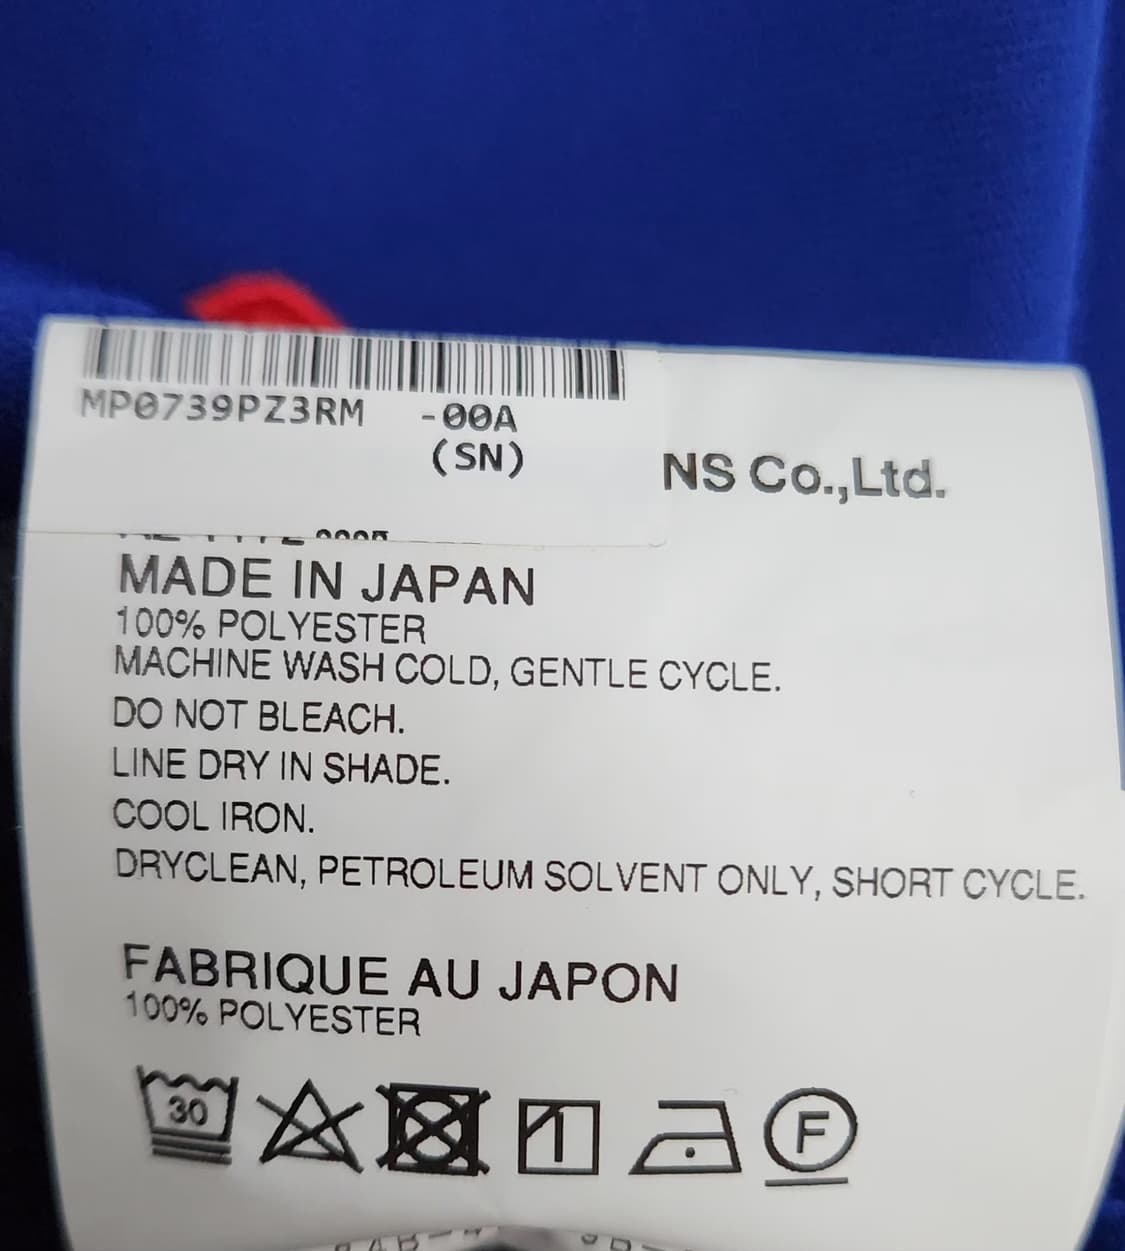 MP0739PZ3RM -00A
(SN)
NS Co.,Ltd.
MADE IN JAPAN
100% POLYESTER
MACHINE WASH COLD, GENTLE CYCLE.
DO NOT BLEACH.
LINE DRY IN SHADE.
COOL IRON.
DRYCLEAN, PETROLEUM SOLVENT ONLY, SHORT CYCLE.
FABRIQUE AU JAPON
100% POLYESTER
30
F